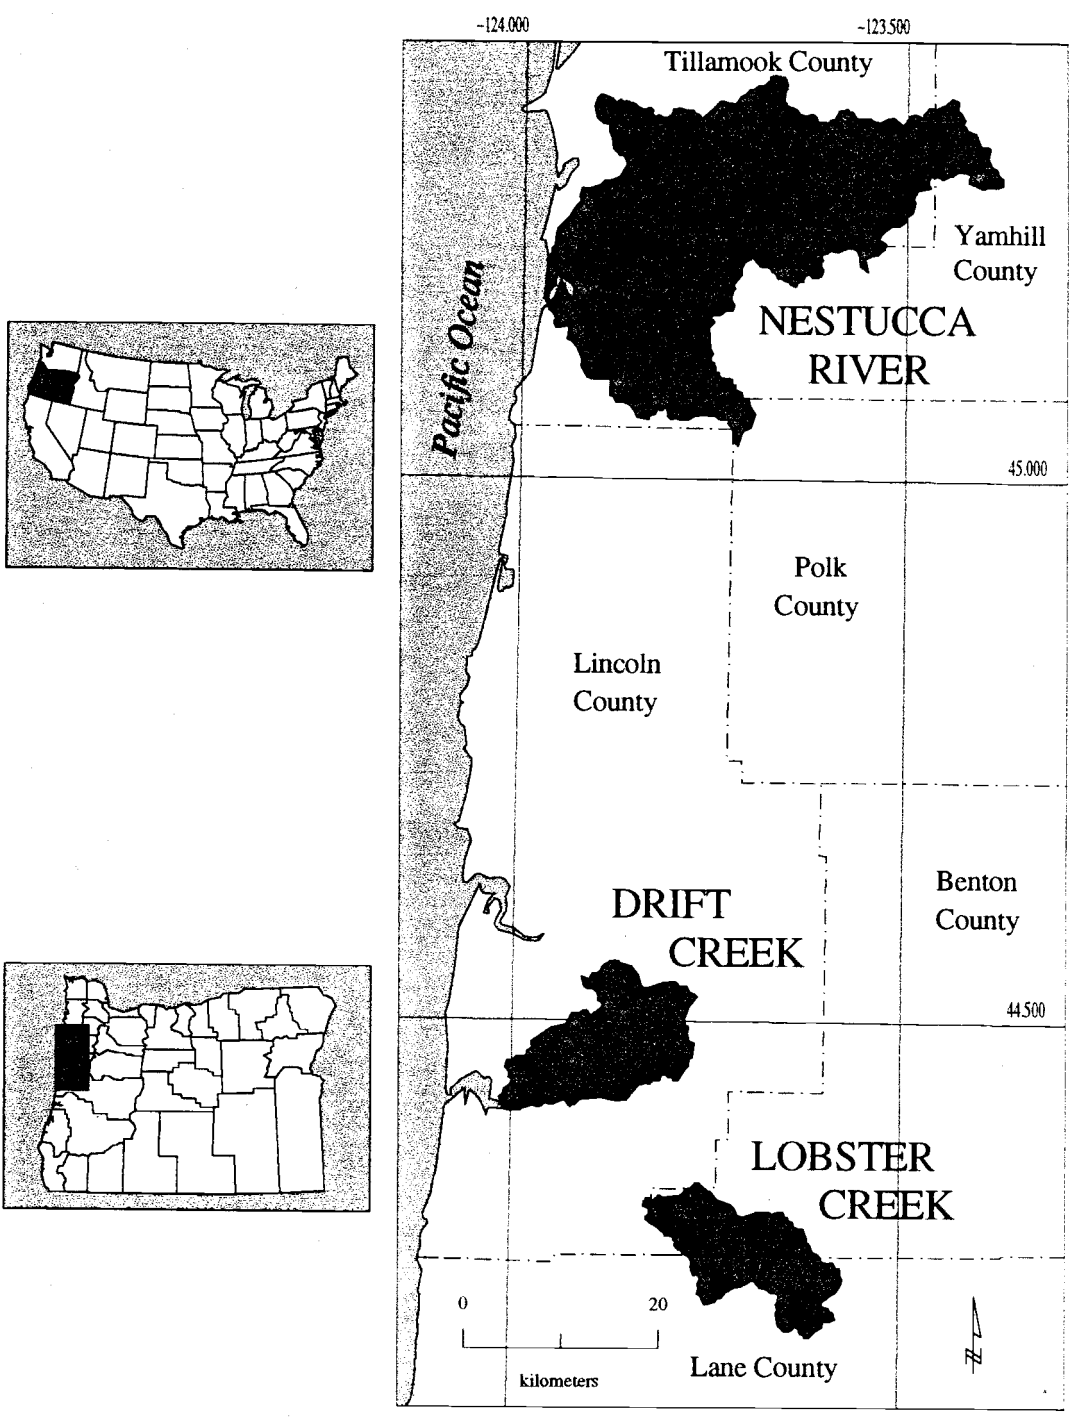 -124.000
-123.500
Tillamook County
Yamhill
County
Pacific Ocean
NESTUCCA
RIVER
45.000
Polk
County
Lincoln
County
DRIFT
CREEK
Benton
County
44.500
LOBSTER
CREEK
0
20
kilometers
N
Lane County